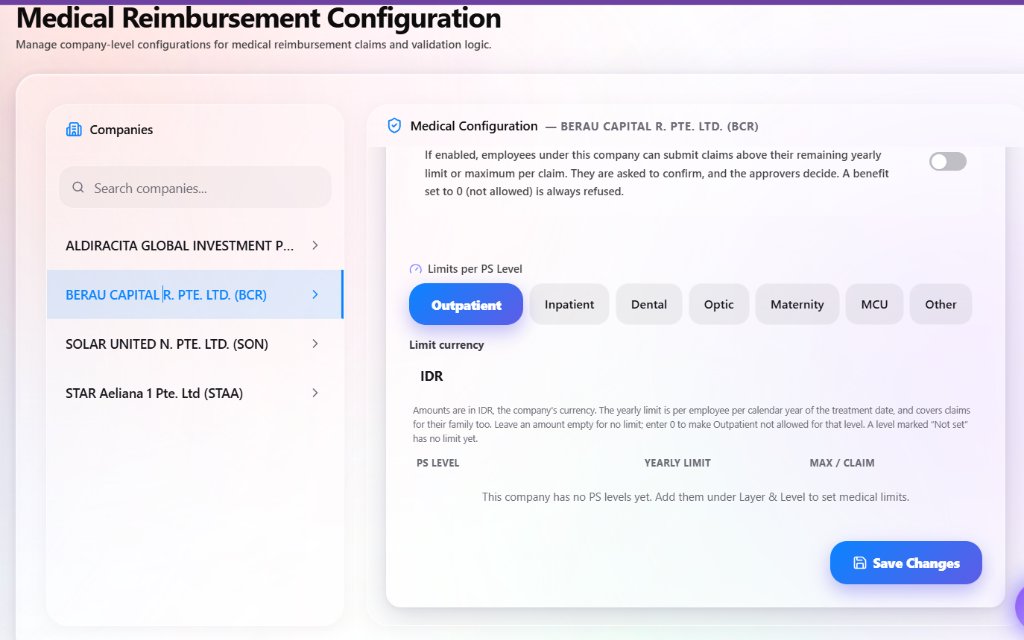 Medical Reimbursement Configuration
Manage company-level configurations for medical reimbursement claims and validation logic.
Companies
Search companies...
ALDIRACITA GLOBAL INVESTMENT P...
BERAU CAPITAL R. PTE. LTD. (BCR)
SOLAR UNITED N. PTE. LTD. (SON)
STAR Aeliana 1 Pte. Ltd (STAA)
Medical Configuration — BERAU CAPITAL R. PTE. LTD. (BCR)
If enabled, employees under this company can submit claims above their remaining yearly
limit or maximum per claim. They are asked to confirm, and the approvers decide. A benefit
set to 0 (not allowed) is always refused.
Limits per PS Level
Outpatient Inpatient Dental Optic Maternity MCU Other
Limit currency
IDR
Amounts are in IDR, the company's currency. The yearly limit is per employee per calendar year of the treatment date, and covers claims
for their family too. Leave an amount empty for no limit; enter 0 to make Outpatient not allowed for that level. A level marked "Not set"
has no limit yet.
PS LEVEL YEARLY LIMIT MAX / CLAIM
This company has no PS levels yet. Add them under Layer & Level to set medical limits.
Save Changes